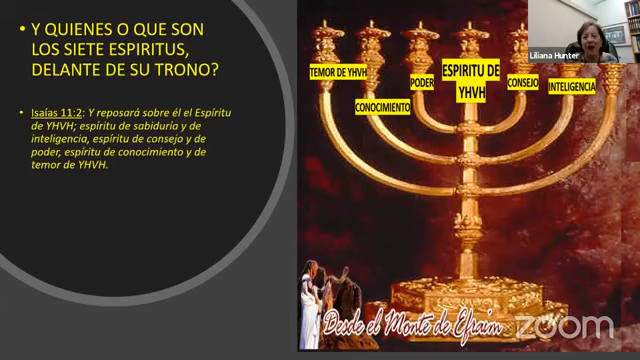 • Y QUIENES O QUE SON
LOS SIETE ESPIRITUS,
DELANTE DE SU TRONO?
• Isaías 11:2: Y reposará sobre él el Espíritu
de YHVH; espíritu de sabiduría y de
inteligencia, espíritu de consejo y de
poder, espíritu de conocimiento y de
temor de YHVH.
TEMOR DE YHVH
CONOCIMIENTO
PODER
ESPIRITU DE
YHVH
CONSEJO
INTELIGENCIA
Liliana Hunter
Desde el Monte de Efraim
zoom